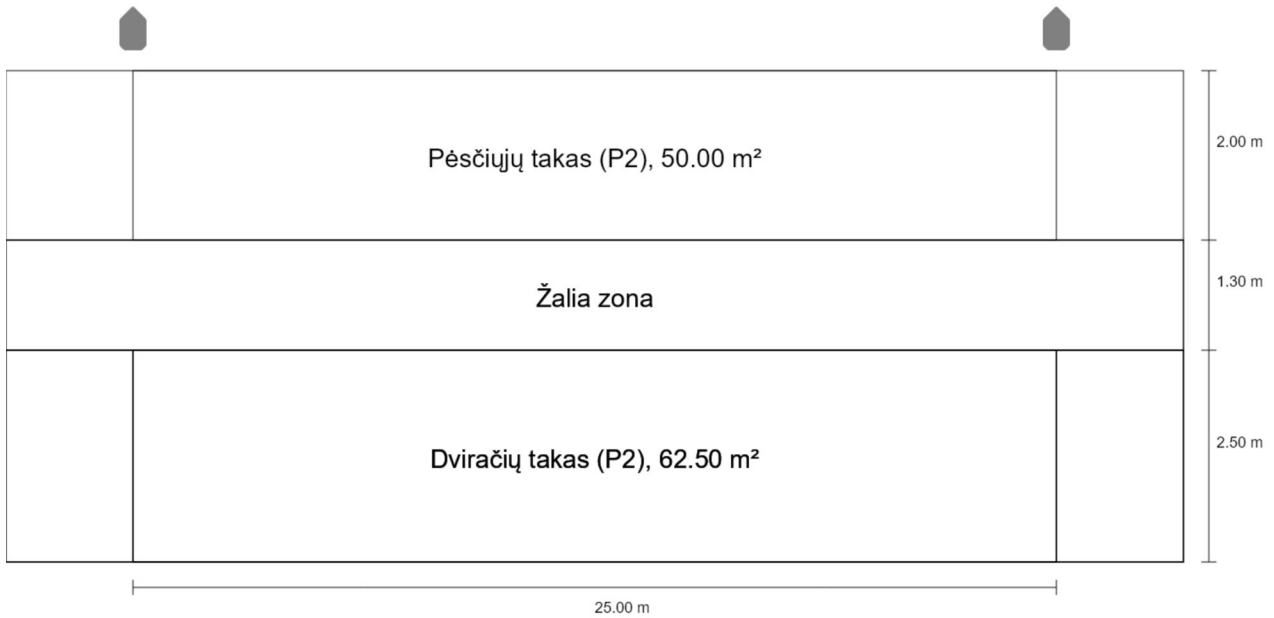 Pėsčiųjų takas (P2), 50.00 m²
2.00 m
Žalia zona
1.30 m
Dviračių takas (P2), 62.50 m²
2.50 m
25.00 m